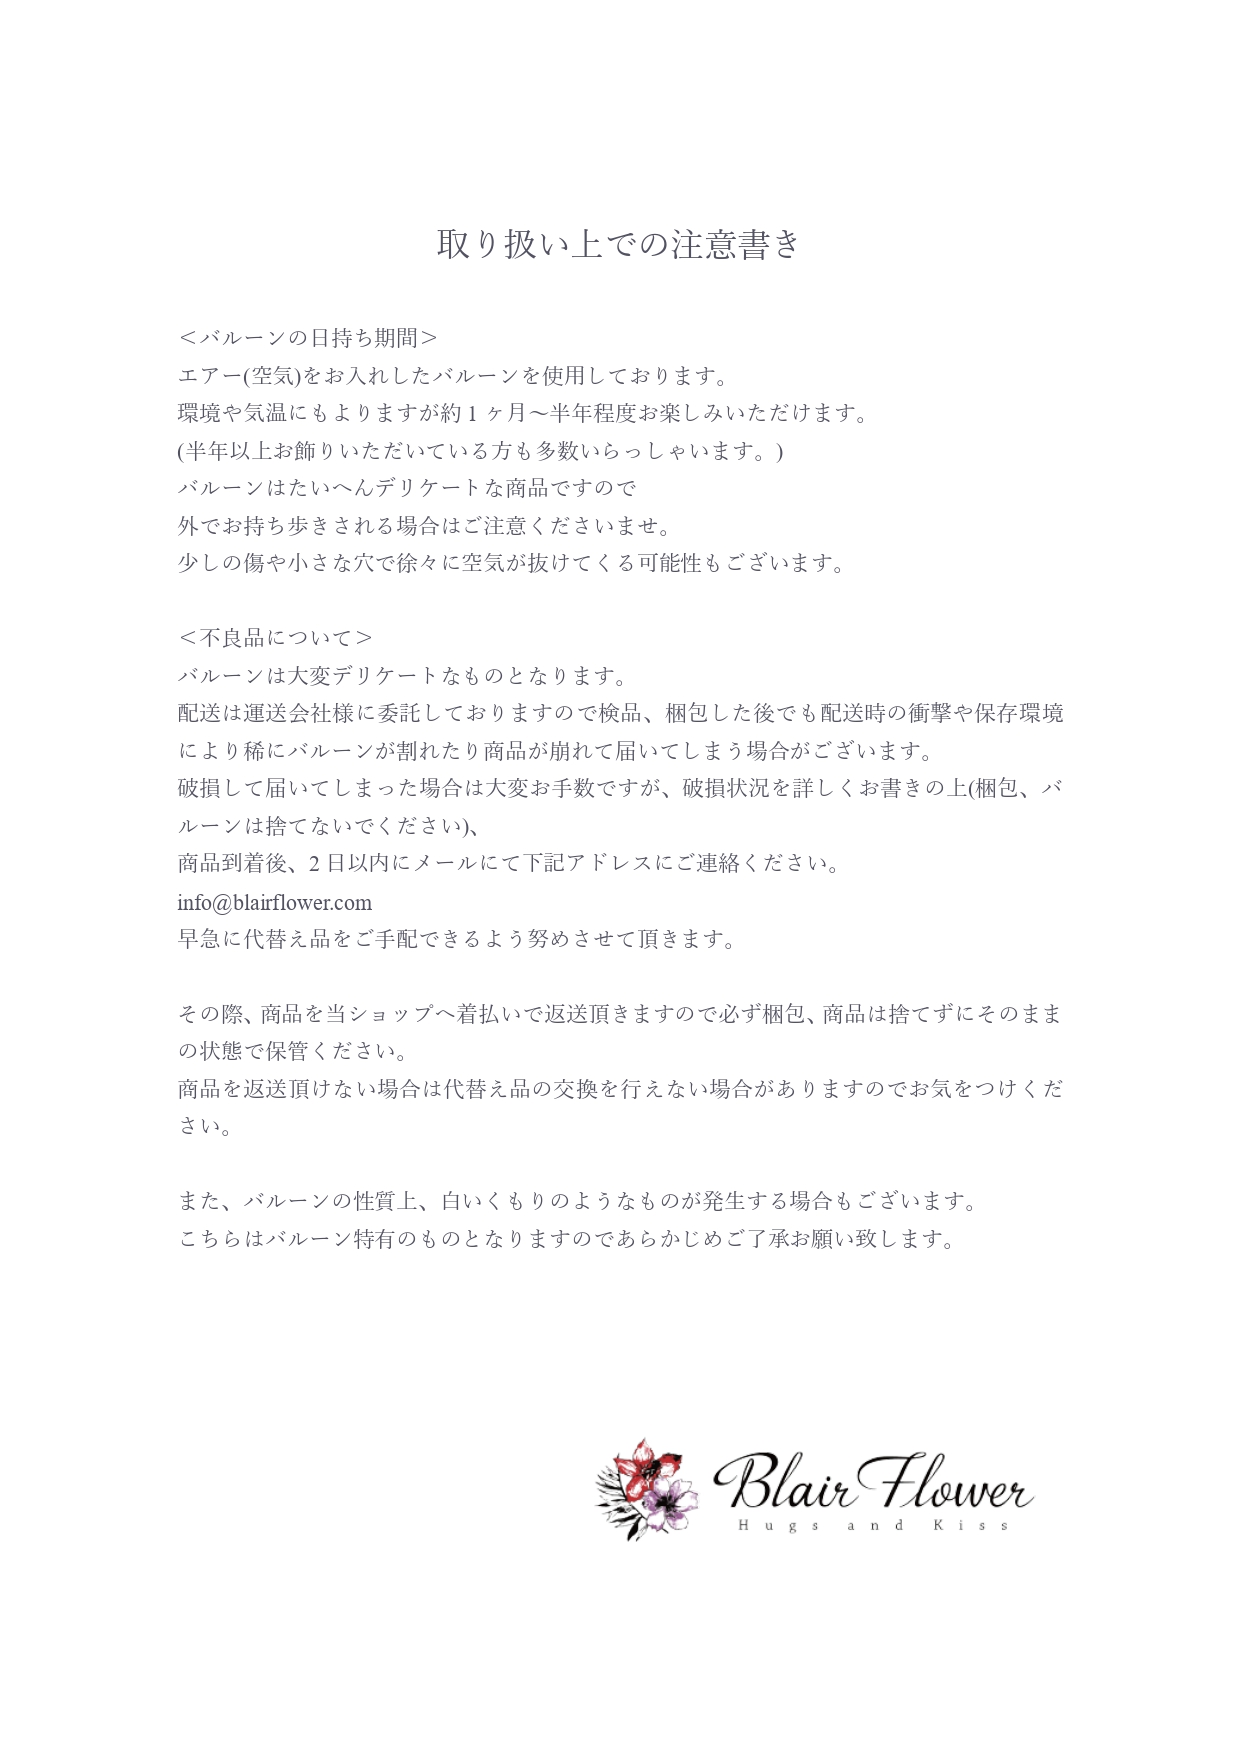 取り扱い上での注意書き
＜バルーンの日持ち期間＞
エアー(空気)をお入れしたバルーンを使用しております。
環境や気温にもよりますが約 1 ヶ月〜半年程度お楽しみいただけます。
(半年以上お飾りいただいている方も多数いらっしゃいます。)
バルーンはたいへんデリケートな商品ですので
外でお持ち歩きされる場合はご注意くださいませ。
少しの傷や小さな穴で徐々に空気が抜けてくる可能性もございます。
＜不良品について＞
バルーンは大変デリケートなものとなります。
配送は運送会社様に委託しておりますので検品、梱包した後でも配送時の衝撃や保存環境
により稀にバルーンが割れたり商品が崩れて届いてしまう場合がございます。
破損して届いてしまった場合は大変お手数ですが、破損状況を詳しくお書きの上(梱包、バ
ルーンは捨てないでください)、
商品到着後、2 日以内にメールにて下記アドレスにご連絡ください。
info@blairflower.com
早急に代替え品をご手配できるよう努めさせて頂きます。
その際、商品を当ショップへ着払いで返送頂きますので必ず梱包、商品は捨てずにそのまま
の状態で保管ください。
商品を返送頂けない場合は代替え品の交換を行えない場合がありますのでお気をつけくだ
さい。
また、バルーンの性質上、白いくもりのようなものが発生する場合もございます。
こちらはバルーン特有のものとなりますのであらかじめご了承お願い致します。
Blair Flower
Hugs and Kiss